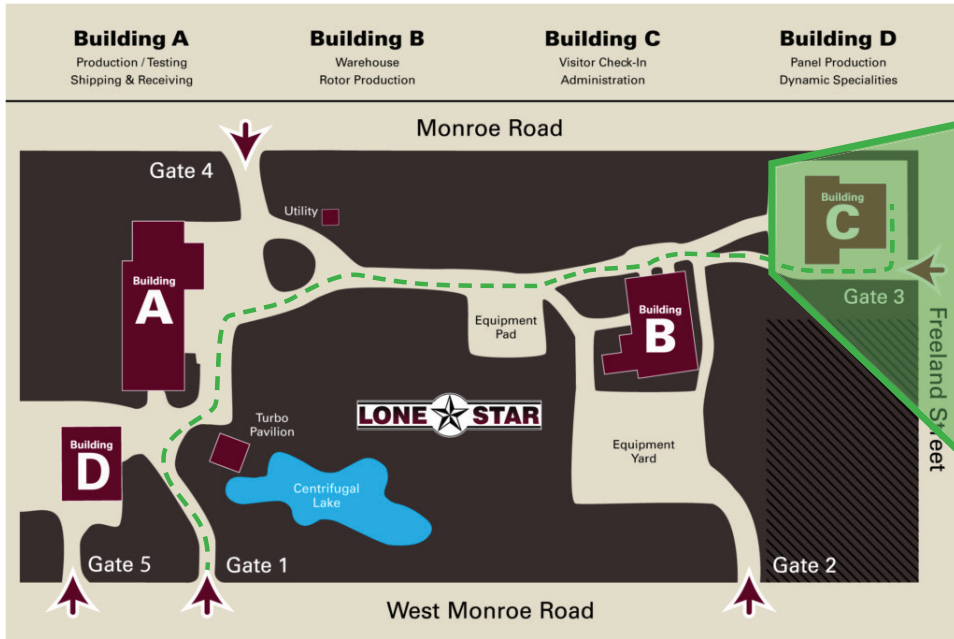 Building A
Production / Testing
Shipping & Receiving
Building B
Warehouse
Rotor Production
Building C
Visitor Check-In
Administration
Building D
Panel Production
Dynamic Specialities
Monroe Road
Gate 4
Utility
Building
C
Building
A
Gate 3
Equipment
Pad
Building
B
Freeland Street
LONE STAR
Turbo
Pavilion
Building
D
Equipment
Yard
Centrifugal
Lake
Gate 5
Gate 1
Gate 2
West Monroe Road